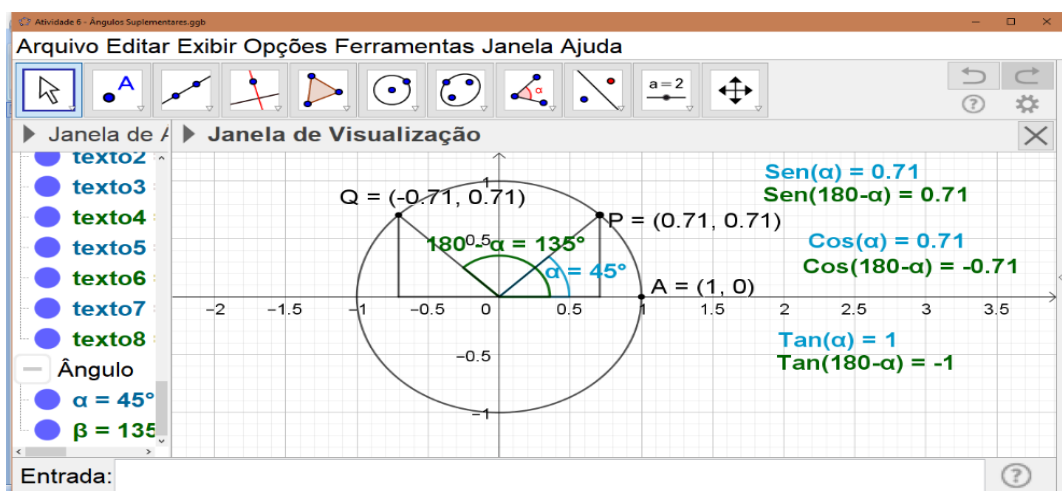 Atividade 6 - Ângulos Suplementares.ggb
Arquivo Editar Exibir Opções Ferramentas Janela Ajuda
A
α
a = 2
Janela de Á
Janela de Visualização
texto2
texto3
texto4
texto5
texto6
texto7
texto8
Ângulo
α = 45°
β = 135
Q = (-0.71, 0.71)
P = (0.71, 0.71)
180 - α = 135°
α = 45°
A = (1, 0)
1
0.5
-2 -1.5 -1 -0.5 0 0.5 1 1.5 2 2.5 3 3.5
-0.5
-1
Sen(α) = 0.71
Sen(180-α) = 0.71
Cos(α) = 0.71
Cos(180-α) = -0.71
Tan(α) = 1
Tan(180-α) = -1
Entrada: